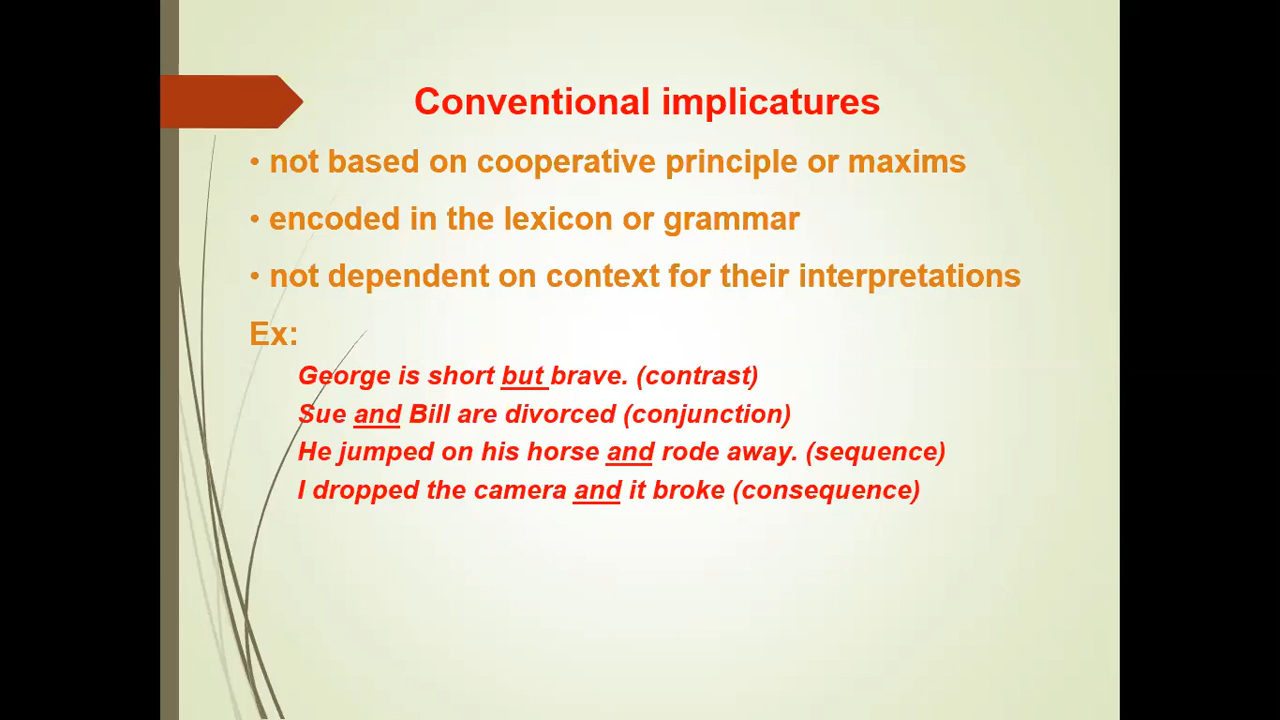 Conventional implicatures
• not based on cooperative principle or maxims
• encoded in the lexicon or grammar
• not dependent on context for their interpretations
Ex:
George is short but brave. (contrast)
Sue and Bill are divorced (conjunction)
He jumped on his horse and rode away. (sequence)
I dropped the camera and it broke (consequence)